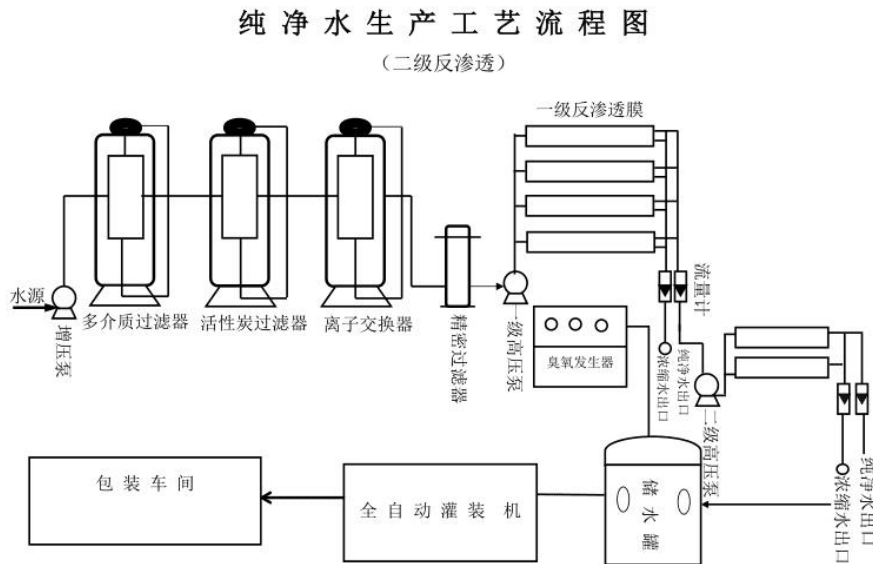 纯净水生产工艺流程图
（二级反渗透）
一级反渗透膜
水源
增压泵
多介质过滤器
活性炭过滤器
离子交换器
精密过滤器
一级高压泵
臭氧发生器
流量计
浓缩水出口
纯净水出口
二级高压泵
浓缩水出口
纯净水出口
包装车间
全自动灌装机
储水罐